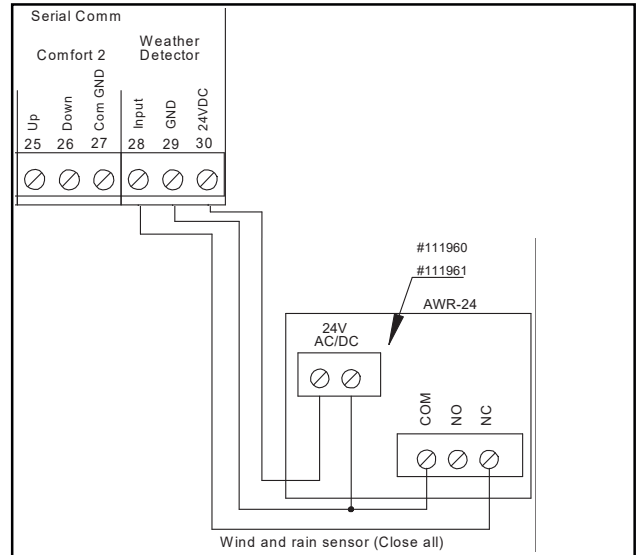 Serial Comm
Comfort 2
Weather
Detector
Up
Down
Com GND
Input
GND
24VDC
25 26 27 28 29 30
#111960
#111961
AWR-24
24V
AC/DC
COM
NO
NC
Wind and rain sensor (Close all)